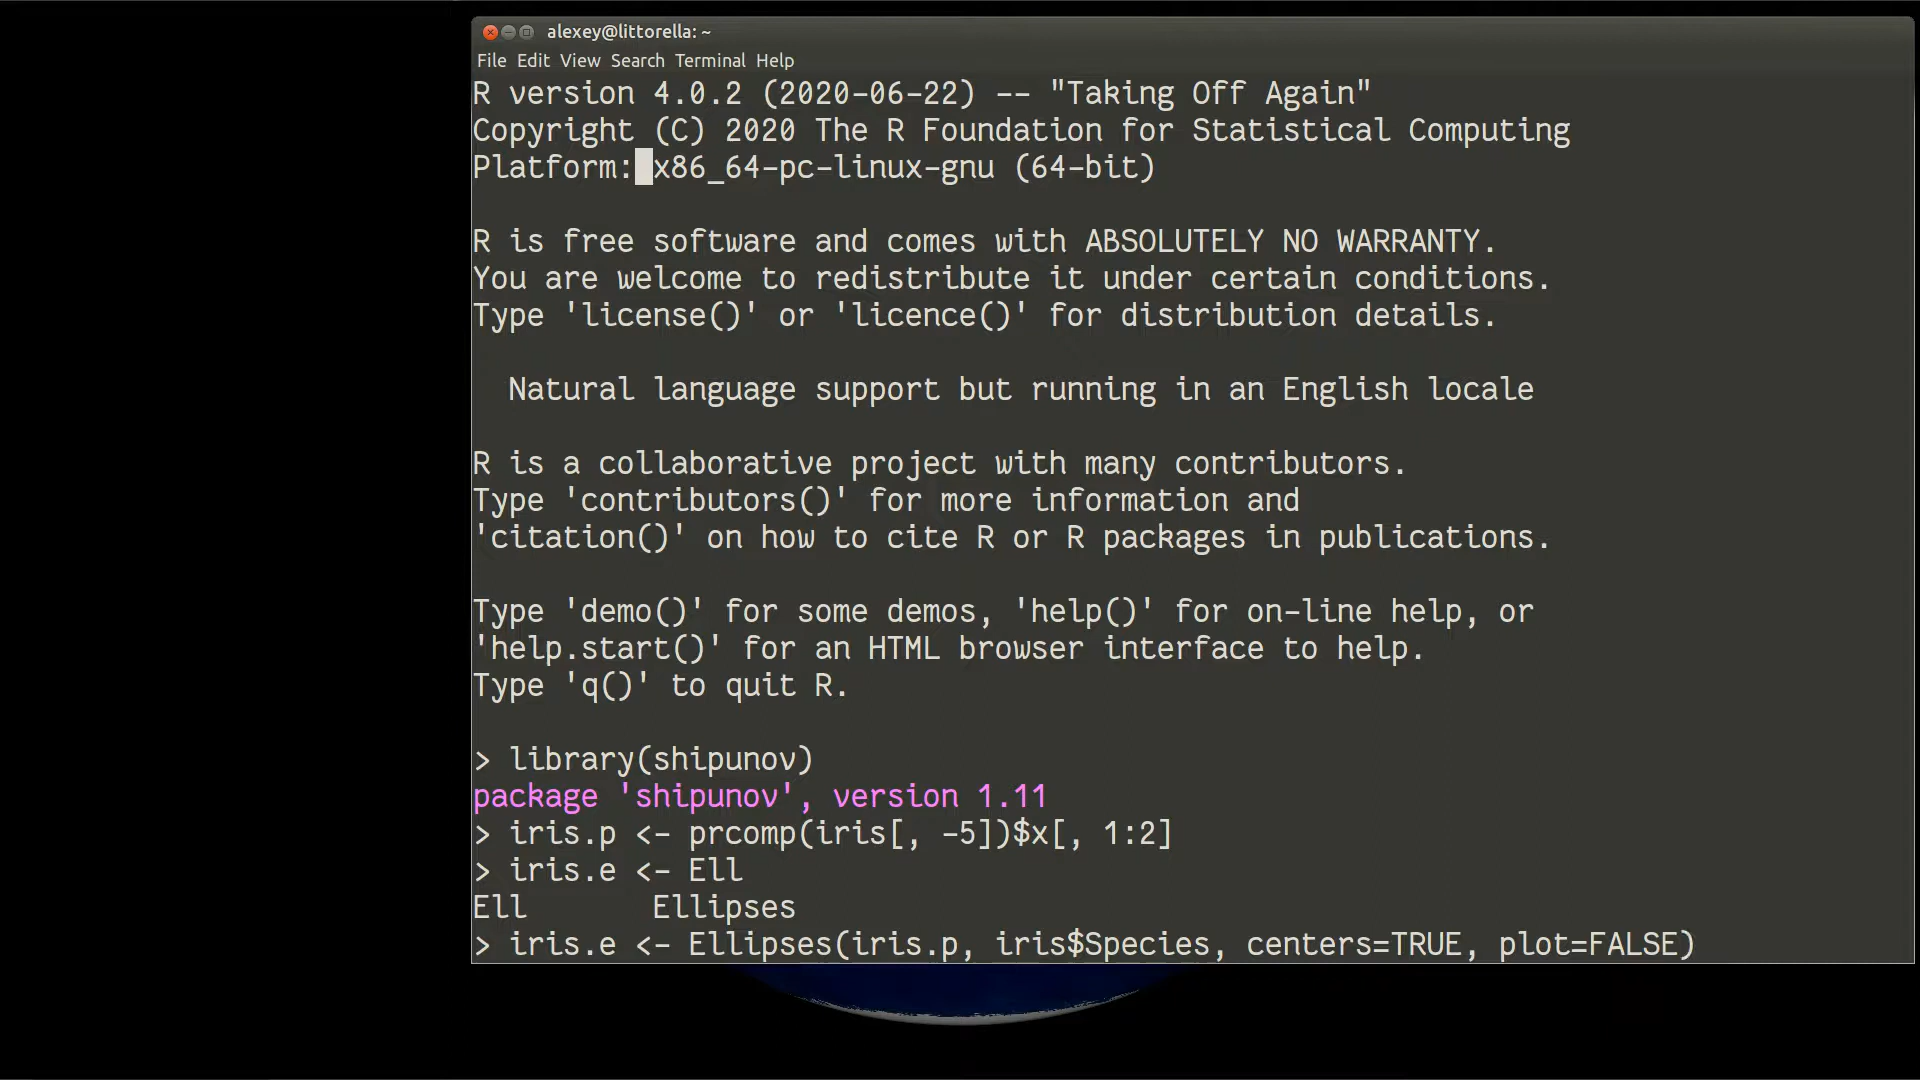 alexey@littorella: ~
File Edit View Search Terminal Help
R version 4.0.2 (2020-06-22) -- "Taking Off Again"
Copyright (C) 2020 The R Foundation for Statistical Computing
Platform: x86_64-pc-linux-gnu (64-bit)
R is free software and comes with ABSOLUTELY NO WARRANTY.
You are welcome to redistribute it under certain conditions.
Type 'license()' or 'licence()' for distribution details.
Natural language support but running in an English locale
R is a collaborative project with many contributors.
Type 'contributors()' for more information and
'citation()' on how to cite R or R packages in publications.
Type 'demo()' for some demos, 'help()' for on-line help, or
'help.start()' for an HTML browser interface to help.
Type 'q()' to quit R.
> library(shipunov)
package 'shipunov', version 1.11
> iris.p <- prcomp(iris[, -5])$x[, 1:2]
> iris.e <- Ell
Ell       Ellipses
> iris.e <- Ellipses(iris.p, iris$Species, centers=TRUE, plot=FALSE)